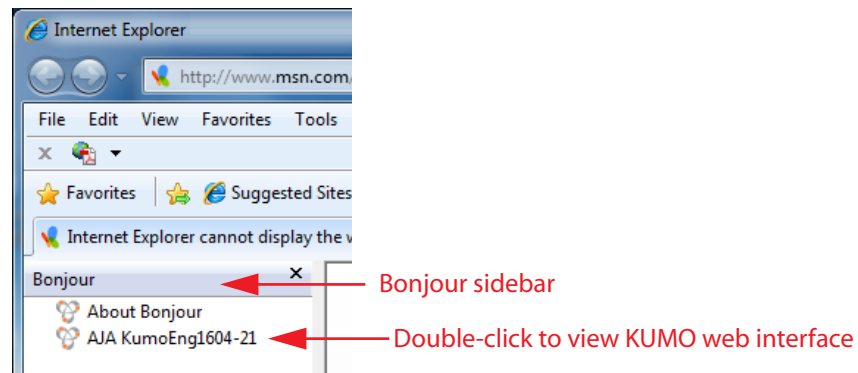 Internet Explorer
http://www.msn.com/
File Edit View Favorites Tools
Favorites Suggested Sites
Internet Explorer cannot display the
Bonjour
Bonjour sidebar
About Bonjour
AJA KumoEng1604-21
Double-click to view KUMO web interface